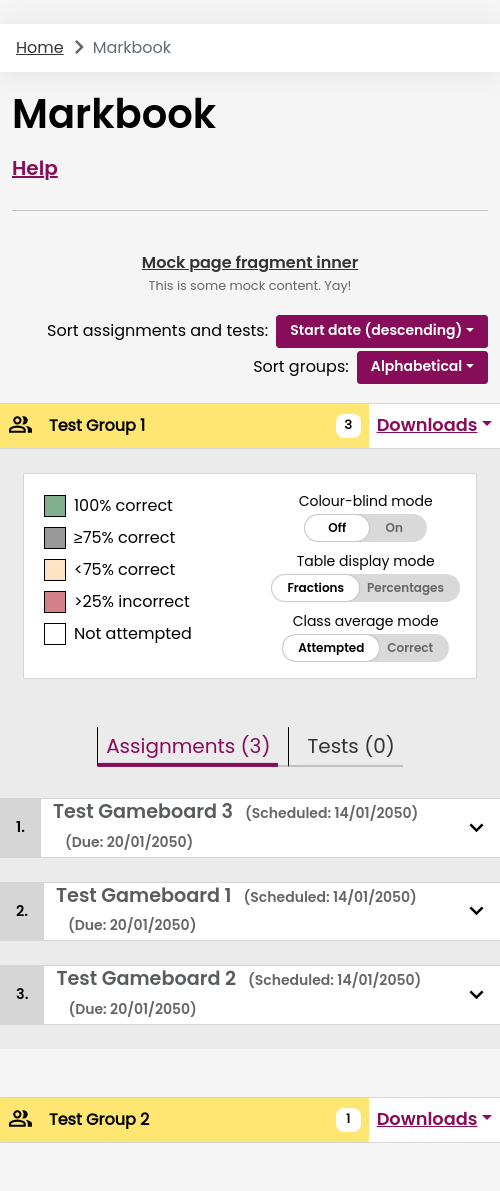 Home Markbook
Markbook
Help
Mock page fragment inner
This is some mock content. Yay!
Sort assignments and tests: Start date (descending)
Sort groups: Alphabetical
Test Group 1 3 Downloads
100% correct
≥75% correct
<75% correct
>25% incorrect
Not attempted
Colour-blind mode
Off On
Table display mode
Fractions Percentages
Class average mode
Attempted Correct
Assignments (3) Tests (0)
1. Test Gameboard 3 (Scheduled: 14/01/2050)
(Due: 20/01/2050)
2. Test Gameboard 1 (Scheduled: 14/01/2050)
(Due: 20/01/2050)
3. Test Gameboard 2 (Scheduled: 14/01/2050)
(Due: 20/01/2050)
Test Group 2 1 Downloads